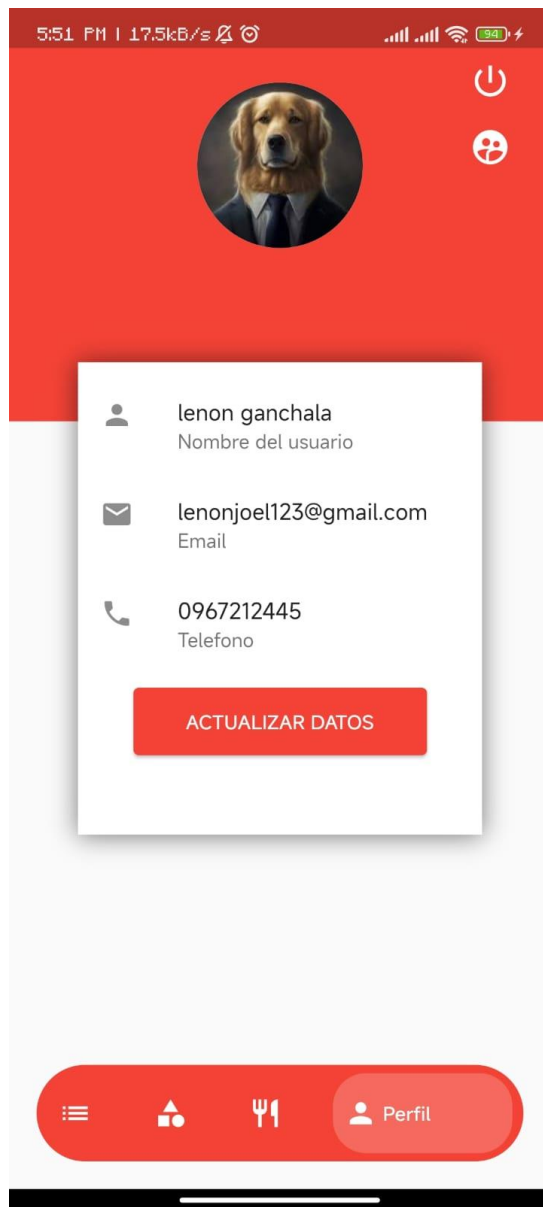 5:51 PM | 17.5kB/s
94
lenon ganchala
Nombre del usuario
lenonjoel123@gmail.com
Email
0967212445
Telefono
ACTUALIZAR DATOS
Perfil